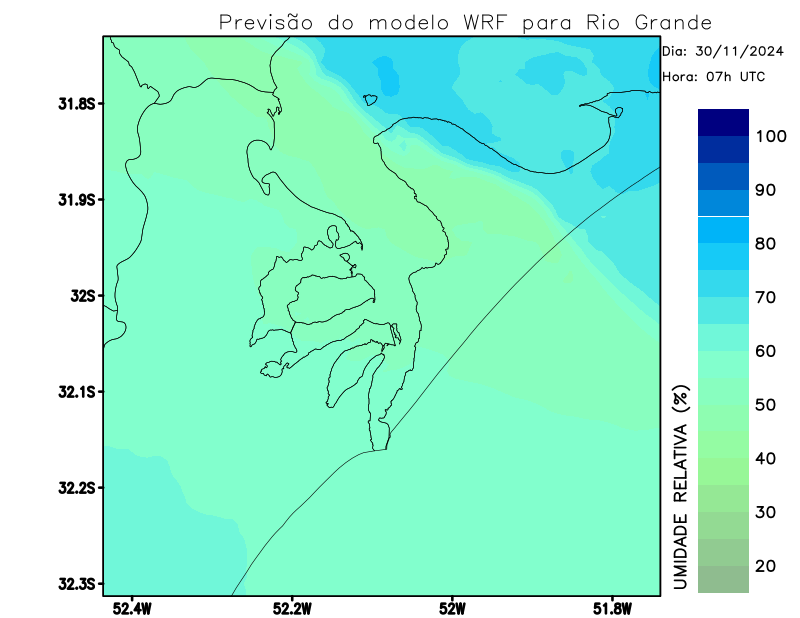 Previsão do modelo WRF para Rio Grande
Dia: 30/11/2024
Hora: 07h UTC
31.8S
31.9S
32S
32.1S
32.2S
32.3S
52.4W
52.2W
52W
51.8W
UMIDADE RELATIVA (%)
100
90
80
70
60
50
40
30
20